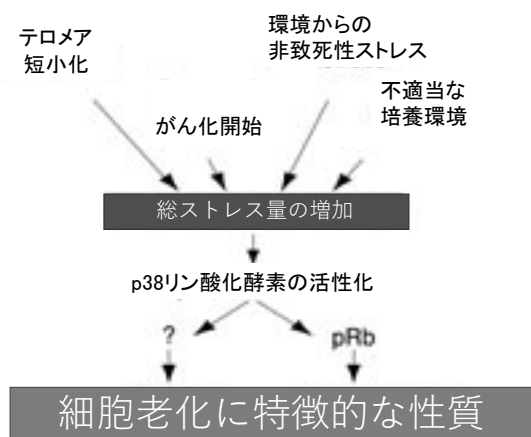 テロメア
短小化
環境からの
非致死性ストレス
がん化開始
不適当な
培養環境
総ストレス量の増加
p38リン酸化酵素の活性化
?
pRb
細胞老化に特徴的な性質